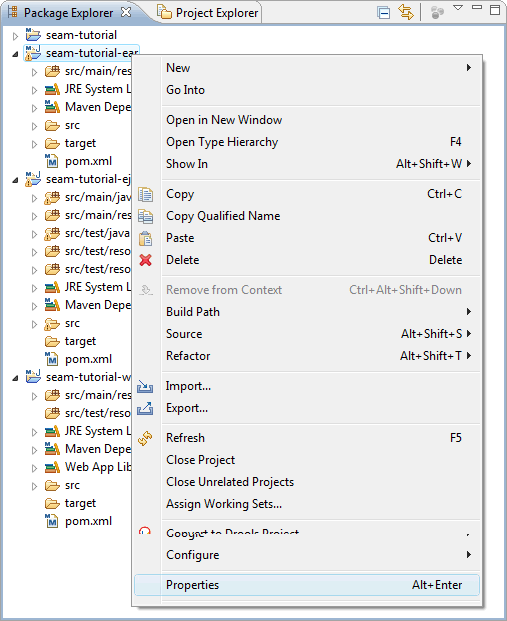 Package Explorer
Project Explorer
seam-tutorial
seam-tutorial-ear
src/main/res
JRE System L
Maven Depe
src
target
pom.xml
seam-tutorial-ej
src/main/java
src/main/res
src/test/java
src/test/reso
src/test/reso
JRE System L
Maven Depe
src
target
pom.xml
seam-tutorial-w
src/main/res
src/test/reso
JRE System L
Maven Depe
Web App Lib
src
target
pom.xml
New
Go Into
Open in New Window
Open Type Hierarchy F4
Show In Alt+Shift+W
Copy Ctrl+C
Copy Qualified Name
Paste Ctrl+V
Delete Delete
Remove from Context Ctrl+Alt+Shift+Down
Build Path
Source Alt+Shift+S
Refactor Alt+Shift+T
Import...
Export...
Refresh F5
Close Project
Close Unrelated Projects
Assign Working Sets...
Convert to Drools Project
Configure
Properties Alt+Enter